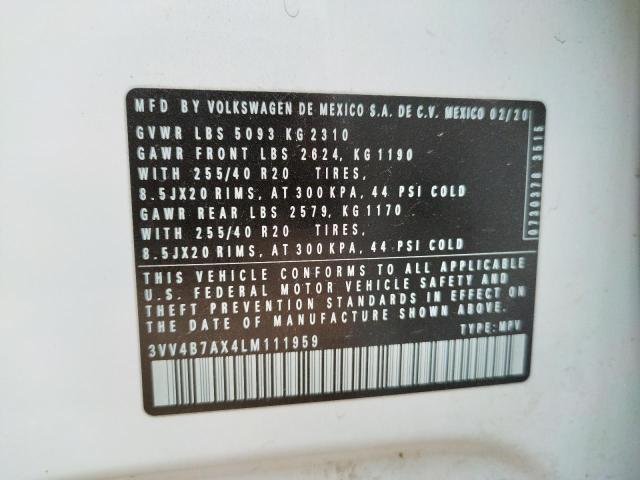 MFD BY VOLKSWAGEN DE MEXICO S.A. DE C.V. MEXICO 02/20
GVWR LBS 5093 KG 2310
GAWR FRONT LBS 2624, KG 1190
WITH 255/40 R20 TIRES,
8.5JX20 RIMS, AT 300 KPA, 44 PSI COLD
GAWR REAR LBS 2579, KG 1170
WITH 255/40 R20 TIRES,
8.5JX20 RIMS, AT 300 KPA, 44 PSI COLD
0730370 3515
THIS VEHICLE CONFORMS TO ALL APPLICABLE
U.S. FEDERAL MOTOR VEHICLE SAFETY AND
THEFT PREVENTION STANDARDS IN EFFECT ON
THE DATE OF MANUFACTURE SHOWN ABOVE.
3VV4B7AX4LM111959 TYPE: MPV